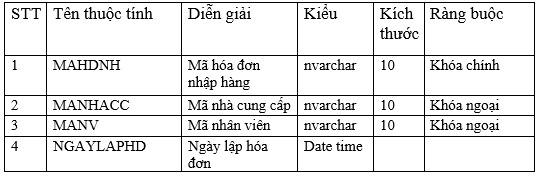 STT Tên thuộc tính Diễn giải Kiểu Kích thước Ràng buộc
1 MAHDNH Mã hóa đơn nhập hàng nvarchar 10 Khóa chính
2 MANHACC Mã nhà cung cấp nvarchar 10 Khóa ngoại
3 MANV Mã nhân viên nvarchar 10 Khóa ngoại
4 NGAYLAPHD Ngày lập hóa đơn Date time